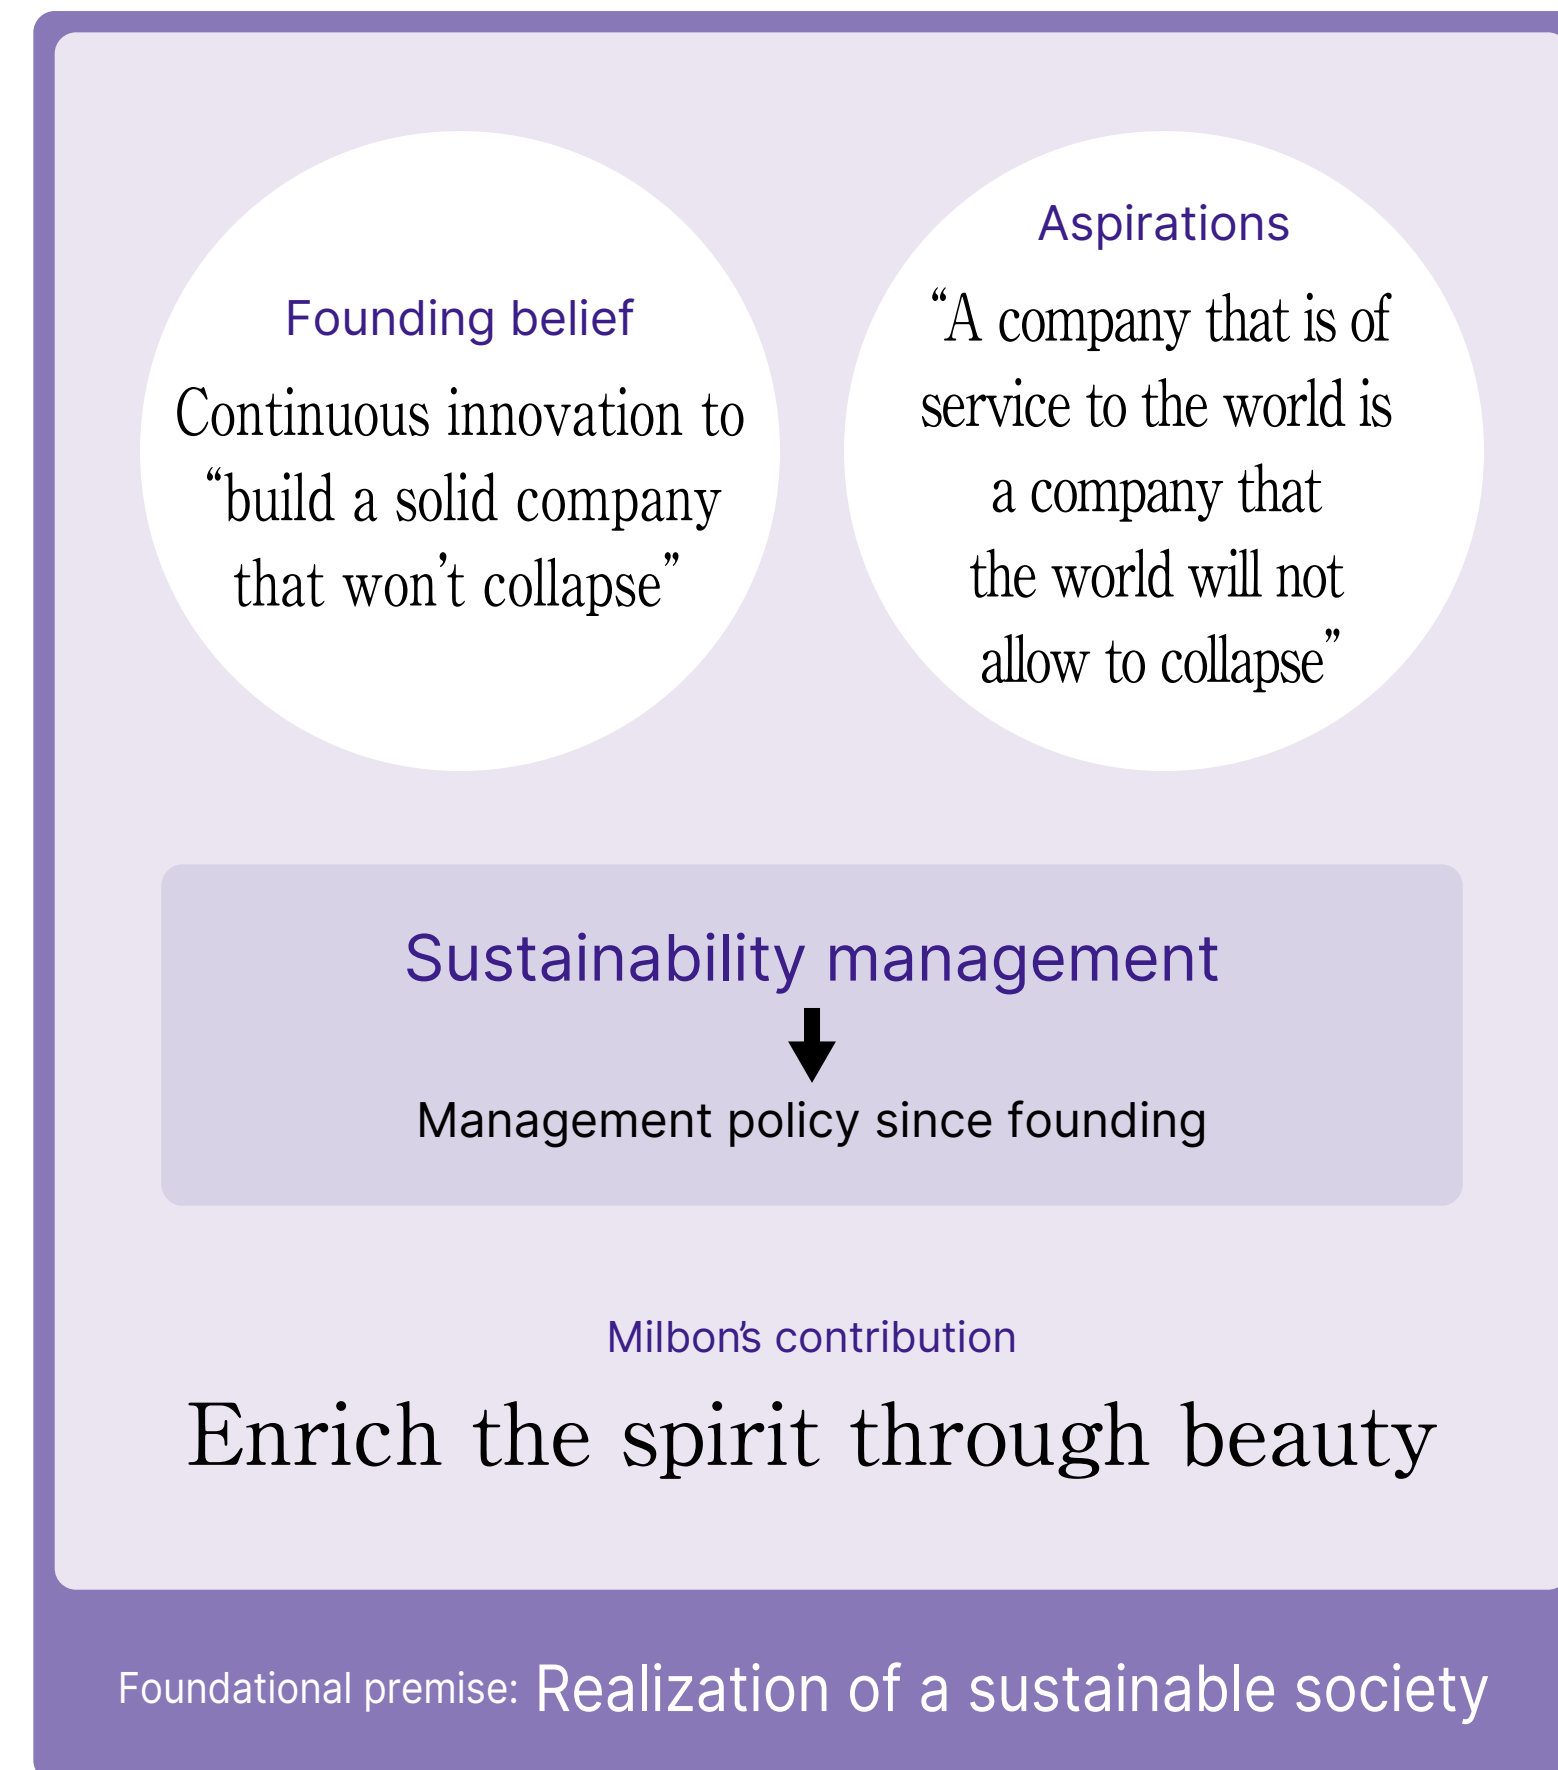 Founding belief
Continuous innovation to
“build a solid company
that won’t collapse”
Aspirations
“A company that is of
service to the world is
a company that
the world will not
allow to collapse”
Sustainability management
Management policy since founding
Milbon’s contribution
Enrich the spirit through beauty
Foundational premise: Realization of a sustainable society